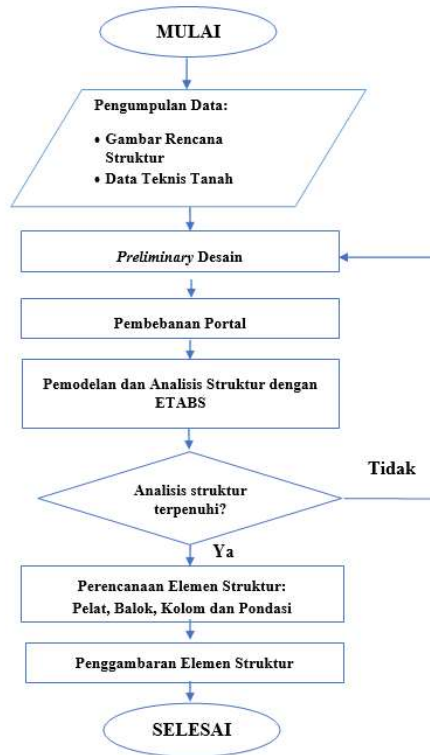 MULAI
Pengumpulan Data:
• Gambar Rencana
Struktur
• Data Teknis Tanah
Preliminary Desain
Pembebanan Portal
Pemodelan dan Analisis Struktur dengan
ETABS
Analisis struktur
terpenuhi?
Tidak
Ya
Perencanaan Elemen Struktur:
Pelat, Balok, Kolom dan Pondasi
Penggambaran Elemen Struktur
SELESAI